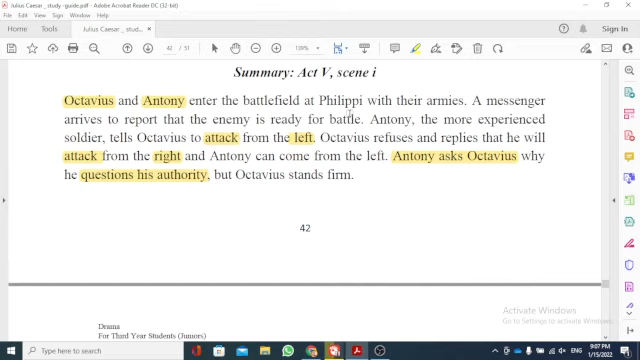 Julius Caesar _ study -guide.pdf - Adobe Acrobat Reader DC (32-bit)
File Edit View Sign Window Help
Home Tools Julius Caesar _ study ... ×
Sign In
42 / 51 139%
Summary: Act V, scene i
Octavius and Antony enter the battlefield at Philippi with their armies. A messenger
arrives to report that the enemy is ready for battle. Antony, the more experienced
soldier, tells Octavius to attack from the left. Octavius refuses and replies that he will
attack from the right and Antony can come from the left. Antony asks Octavius why
he questions his authority, but Octavius stands firm.
42
Activate Windows
Go to Settings to activate Windows.
Drama
For Third Year Students (Juniors)
ENG
9:07 PM
1/15/2022